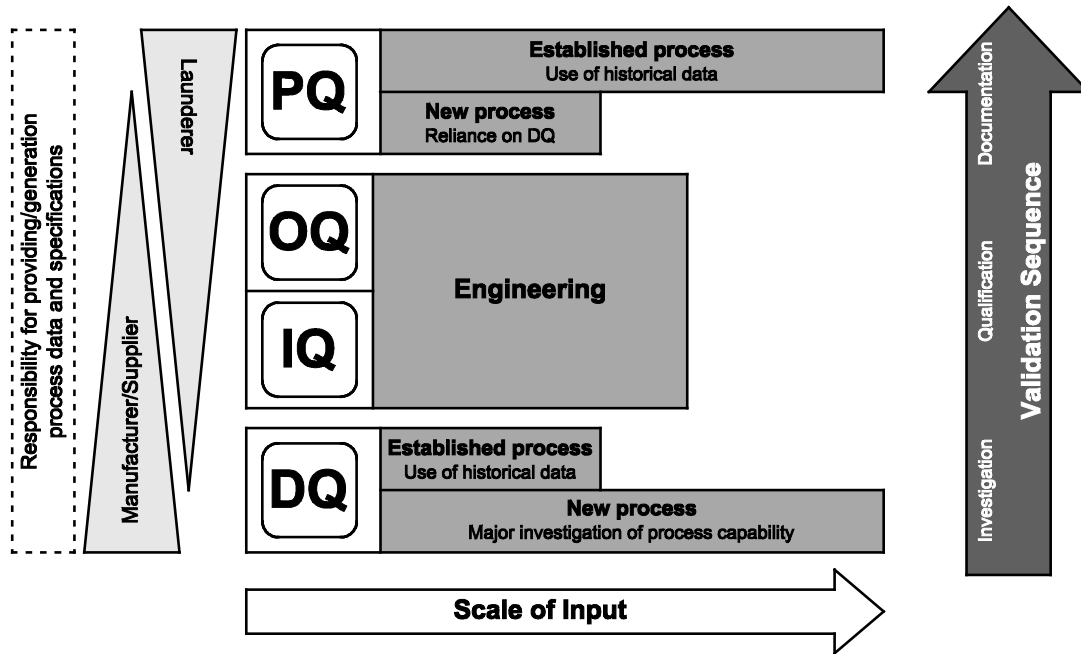 Responsibility for providing/generation
process data and specifications
Manufacturer/Supplier
Launderer
PQ
Established process
Use of historical data
New process
Reliance on DQ
OQ
IQ
Engineering
DQ
Established process
Use of historical data
New process
Major investigation of process capability
Scale of Input
Documentation
Qualification
Investigation
Validation Sequence